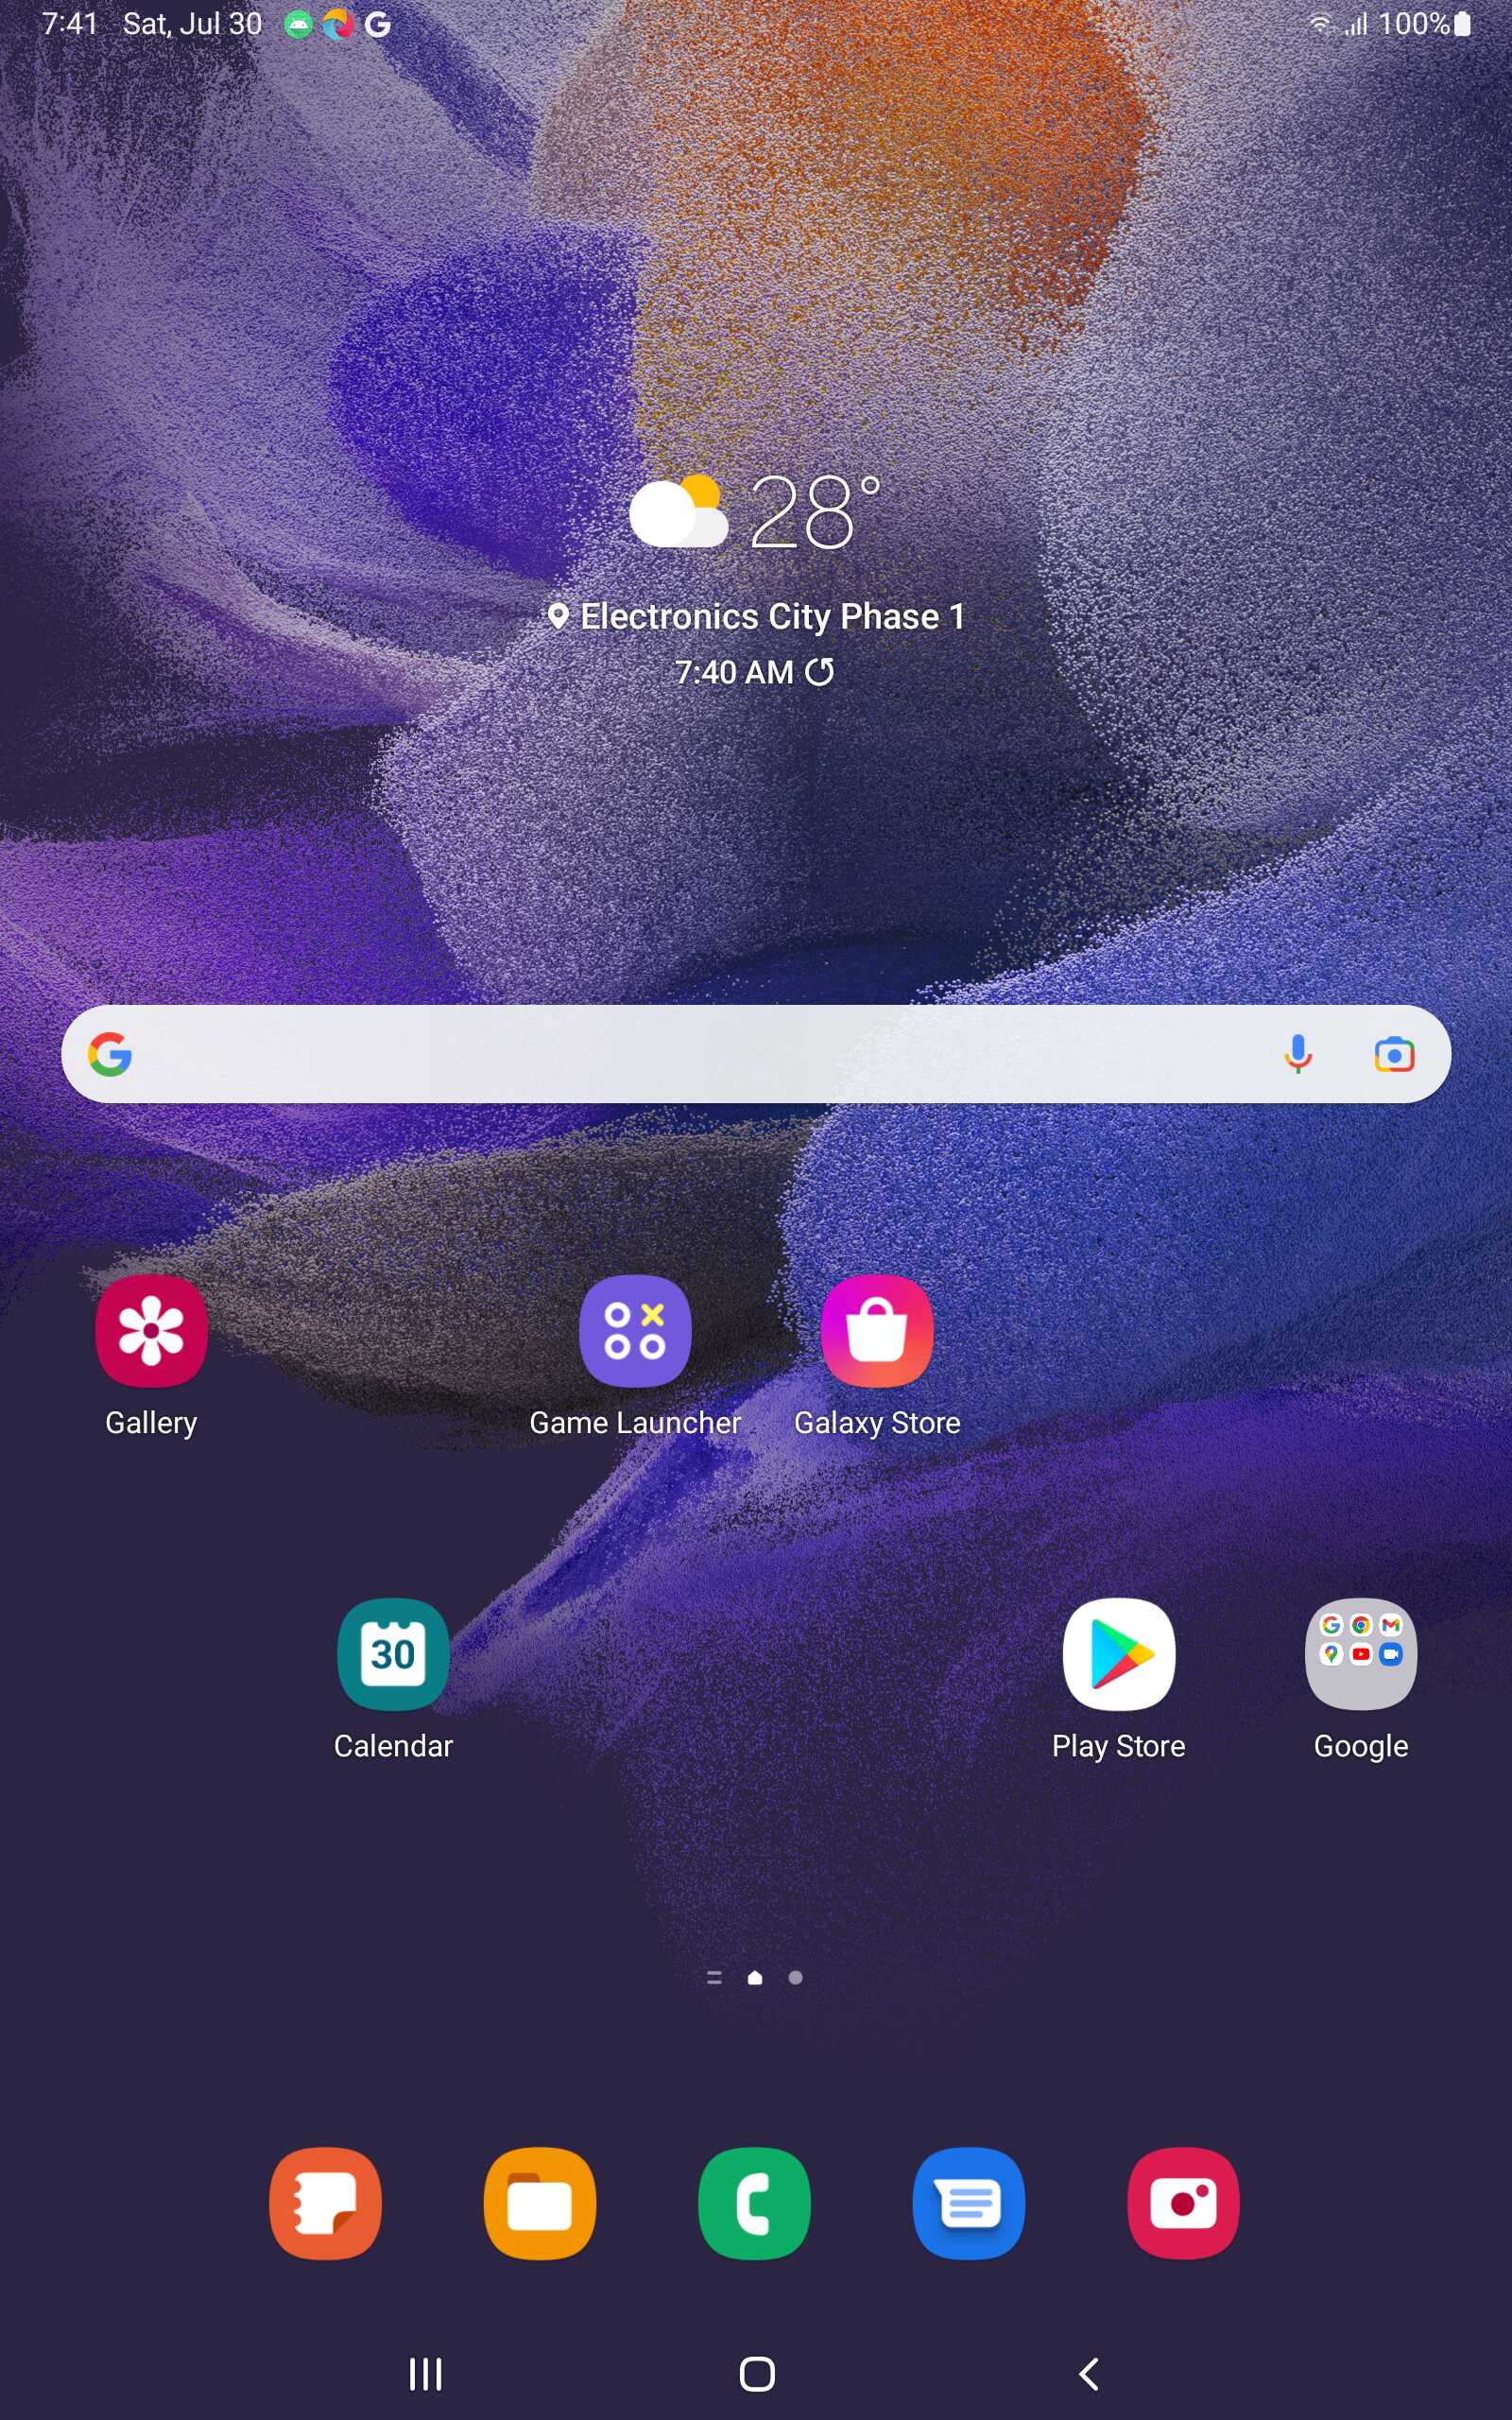 7:41 Sat, Jul 30 100%
28°
Electronics City Phase 1
7:40 AM
Gallery
Game Launcher
Galaxy Store
30
Calendar
Play Store
Google